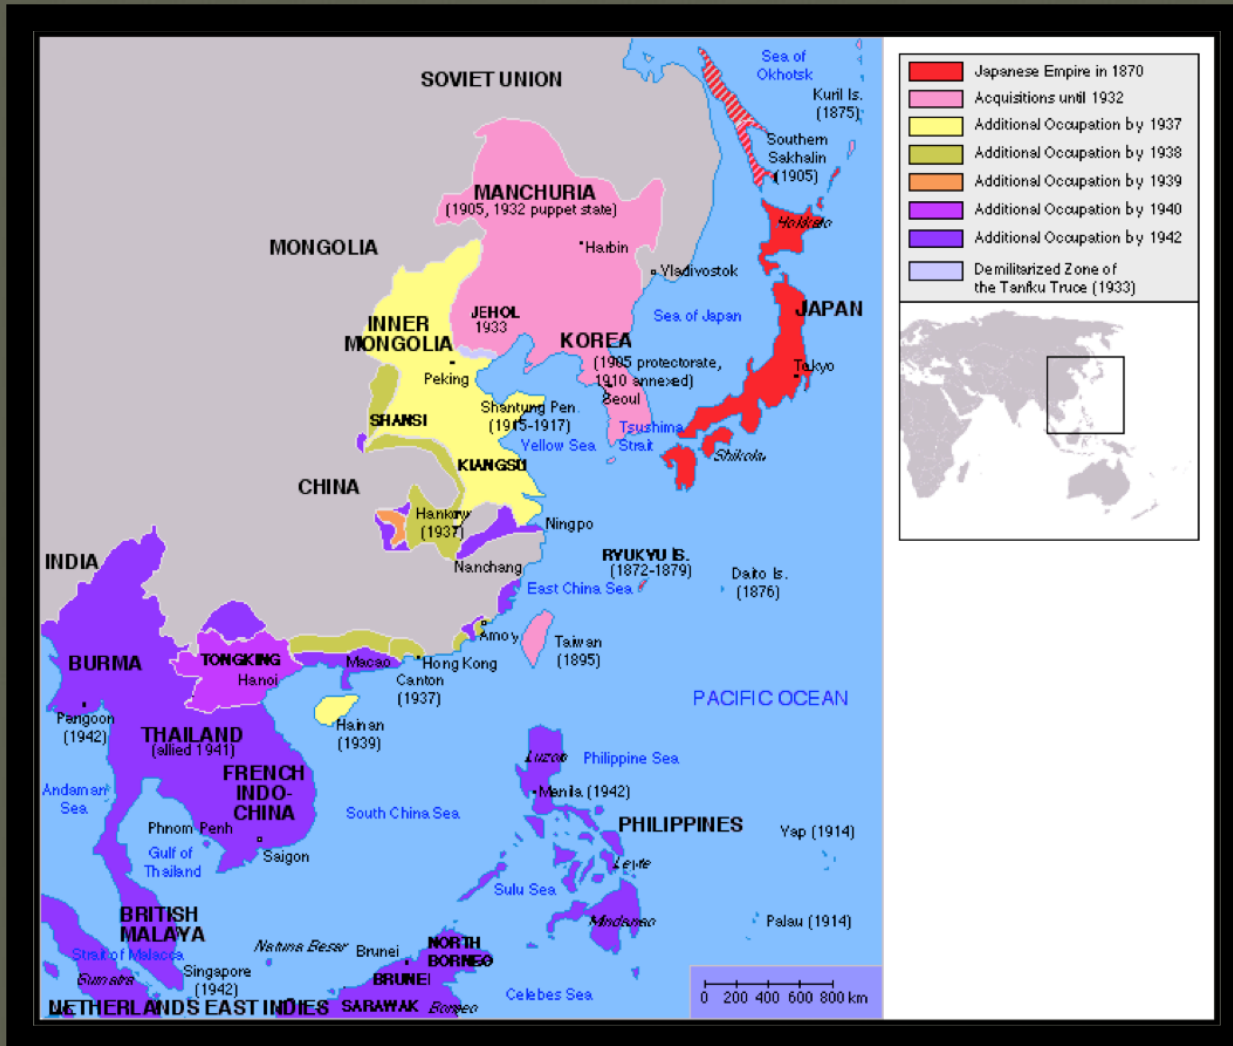 SOVIET UNION
Sea of
Okhotsk
Kuril Is.
(1875)
Southern
Sakhalin
(1905)
MANCHURIA
(1905, 1932 puppet state)
Hokkaido
Harbin
MONGOLIA
Vladivostok
JEHOL
1933
Sea of Japan
JAPAN
INNER
MONGOLIA
KOREA
(1905 protectorate,
1910 annexed)
Tokyo
Peking
Seoul
Shantung Pen.
(1915-1917)
SHANSI
Tsushima
Strait
Yellow Sea
Shikoku
KIANGSU
CHINA
Hankow
(1937)
Ningpo
Nanchang
RYUKYU IS.
(1872-1879)
Daito Is.
(1876)
INDIA
East China Sea
Amoy
Taiwan
(1895)
BURMA
TONGKING
Hanoi
Macao
Hong Kong
Canton
(1937)
PACIFIC OCEAN
Rangoon
(1942)
THAILAND
(allied 1941)
Hainan
(1939)
FRENCH
INDO-
CHINA
Luzon
Philippine Sea
Andaman
Sea
Manila (1942)
South China Sea
PHILIPPINES
Phnom Penh
Saigon
Yap (1914)
Gulf of
Thailand
Leyte
Sulu Sea
BRITISH
MALAYA
Mindanao
Palau (1914)
Strait of Malacca
Natuna Besar
Brunei
NORTH
BORNEO
Singapore
(1942)
Sumatra
BRUNEI
Celebes Sea
NETHERLANDS EAST INDIES
SARAWAK
Borneo
0 200 400 600 800 km
Japanese Empire in 1870
Acquisitions until 1932
Additional Occupation by 1937
Additional Occupation by 1938
Additional Occupation by 1939
Additional Occupation by 1940
Additional Occupation by 1942
Demilitarized Zone of
the Tanfku Truce (1933)